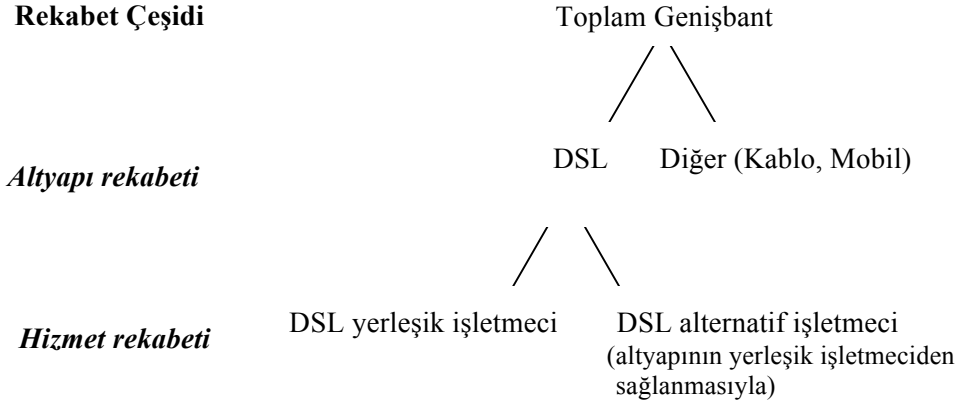 Rekabet Çeşidi Toplam Genişbant
Altyapı rekabeti DSL Diğer (Kablo, Mobil)
Hizmet rekabeti DSL yerleşik işletmeci DSL alternatif işletmeci
(altyapının yerleşik işletmeciden
sağlanmasıyla)